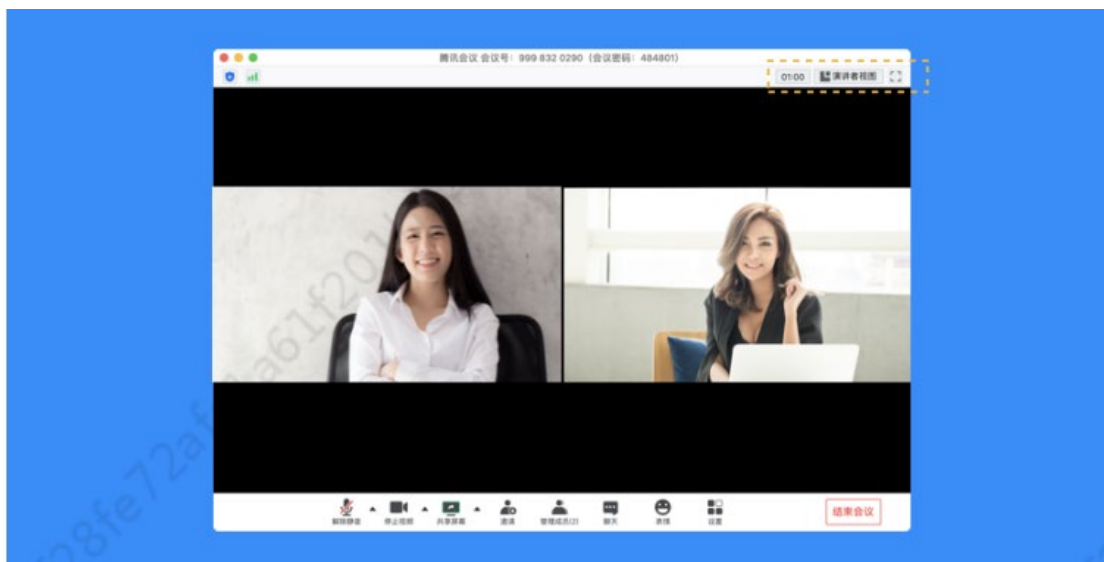 腾讯会议 会议号：999 832 0290（会议密码：484801）
01:00 演讲者视图
解除静音 停止视频 共享屏幕 邀请 管理成员(2) 聊天 表情 设置 结束会议